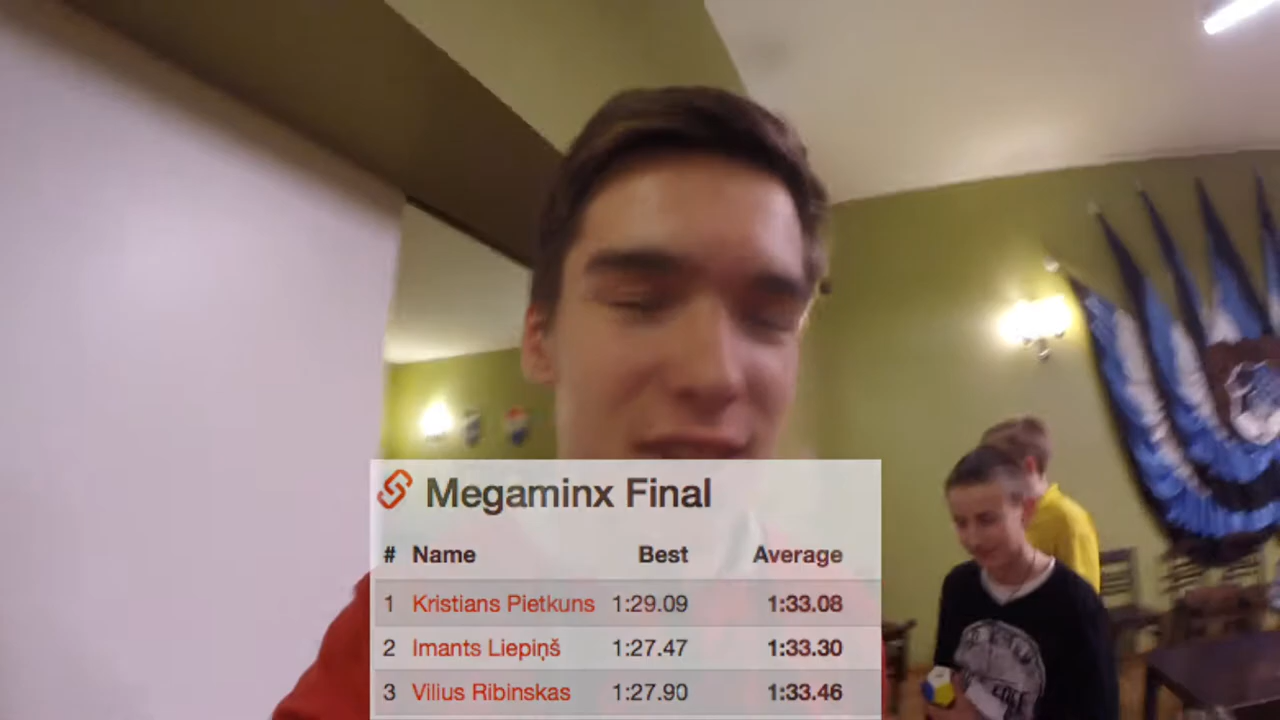 Megaminx Final
# Name Best Average
1 Kristians Pietkuns 1:29.09 1:33.08
2 Imants Liepiņš 1:27.47 1:33.30
3 Vilius Ribinskas 1:27.90 1:33.46